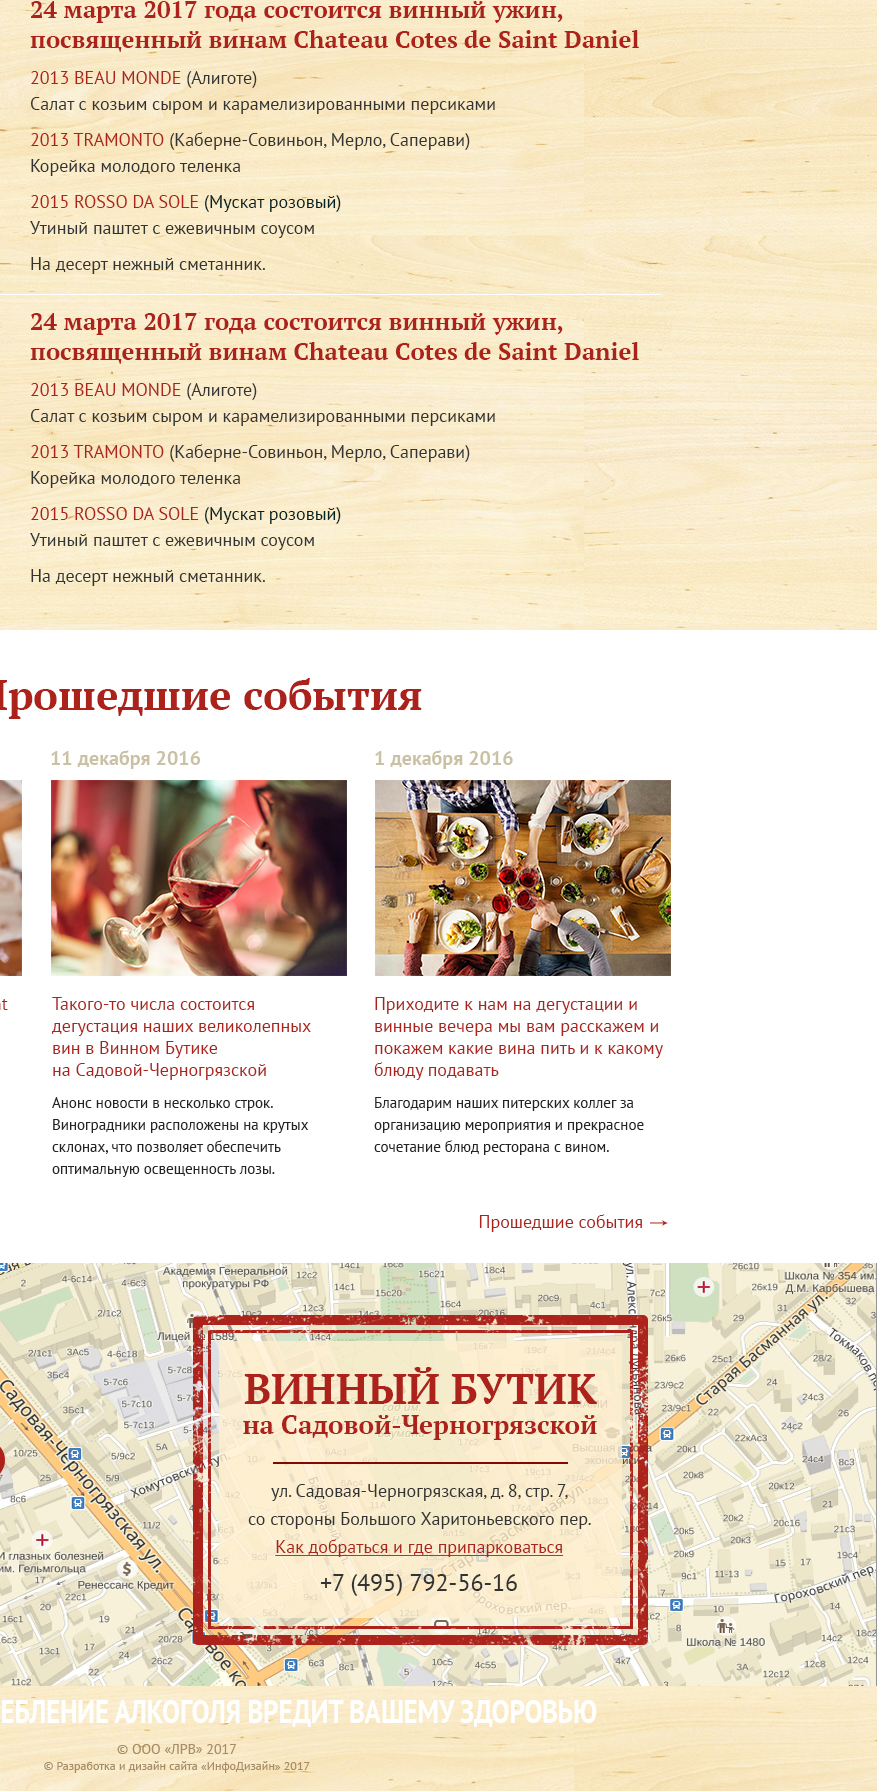 24 марта 2017 года состоится винный ужин,
посвященный винам Chateau Cotes de Saint Daniel
2013 BEAU MONDE (Алиготе)
Салат с козьим сыром и карамелизированными персиками
2013 TRAMONTO (Каберне-Совиньон, Мерло, Саперави)
Корейка молодого теленка
2015 ROSSO DA SOLE (Мускат розовый)
Утиный паштет с ежевичным соусом
На десерт нежный сметанник.
24 марта 2017 года состоится винный ужин,
посвященный винам Chateau Cotes de Saint Daniel
2013 BEAU MONDE (Алиготе)
Салат с козьим сыром и карамелизированными персиками
2013 TRAMONTO (Каберне-Совиньон, Мерло, Саперави)
Корейка молодого теленка
2015 ROSSO DA SOLE (Мускат розовый)
Утиный паштет с ежевичным соусом
На десерт нежный сметанник.
Прошедшие события
11 декабря 2016
Такого-то числа состоится
дегустация наших великолепных
вин в Винном Бутике
на Садовой-Черногрязской
Анонс новости в несколько строк.
Виноградники расположены на крутых
склонах, что позволяет обеспечить
оптимальную освещенность лозы.
1 декабря 2016
Приходите к нам на дегустации и
винные вечера мы вам расскажем и
покажем какие вина пить и к какому
блюду подавать
Благодарим наших питерских коллег за
организацию мероприятия и прекрасное
сочетание блюд ресторана с вином.
Прошедшие события →
Академия Генеральной
прокуратуры РФ
Школа № 354 им.
Д.М. Карбышева
Лицей № 1589
Старая Басманная ул.
Токмаков пе
Садовая-Черногрязская ул.
Хомутовский ту
глазных болезней
им. Гельмгольца
Ренессанс Кредит
Гороховский пер.
Школа № 1480
ВИННЫЙ БУТИК
на Садовой-Черногрязской
ул. Садовая-Черногрязская, д. 8, стр. 7,
со стороны Большого Харитоньевского пер.
Как добраться и где припарковаться
+7 (495) 792-56-16
ЕБЛЕНИЕ АЛКОГОЛЯ ВРЕДИТ ВАШЕМУ ЗДОРОВЬЮ
© ООО «ЛРВ» 2017
© Разработка и дизайн сайта «ИнфоДизайн» 2017